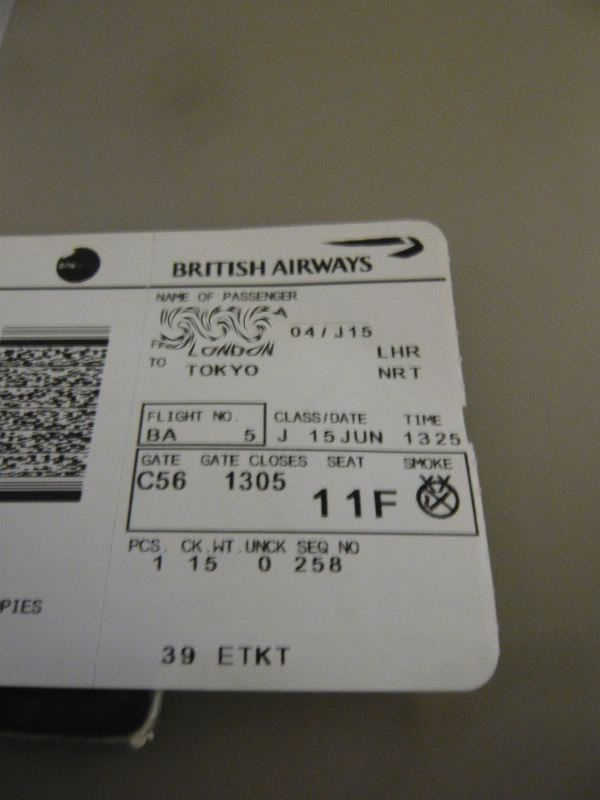 BRITISH AIRWAYS
NAME OF PASSENGER
A 04/J15
LONDON LHR
TO TOKYO NRT
FLIGHT NO. CLASS/DATE TIME
BA 5 J 15JUN 1325
GATE GATE CLOSES SEAT SMOKE
C56 1305 11F XX
PCS. CK.WT. UNCK SEQ NO
1 15 0 258
PIES
39 ETKT